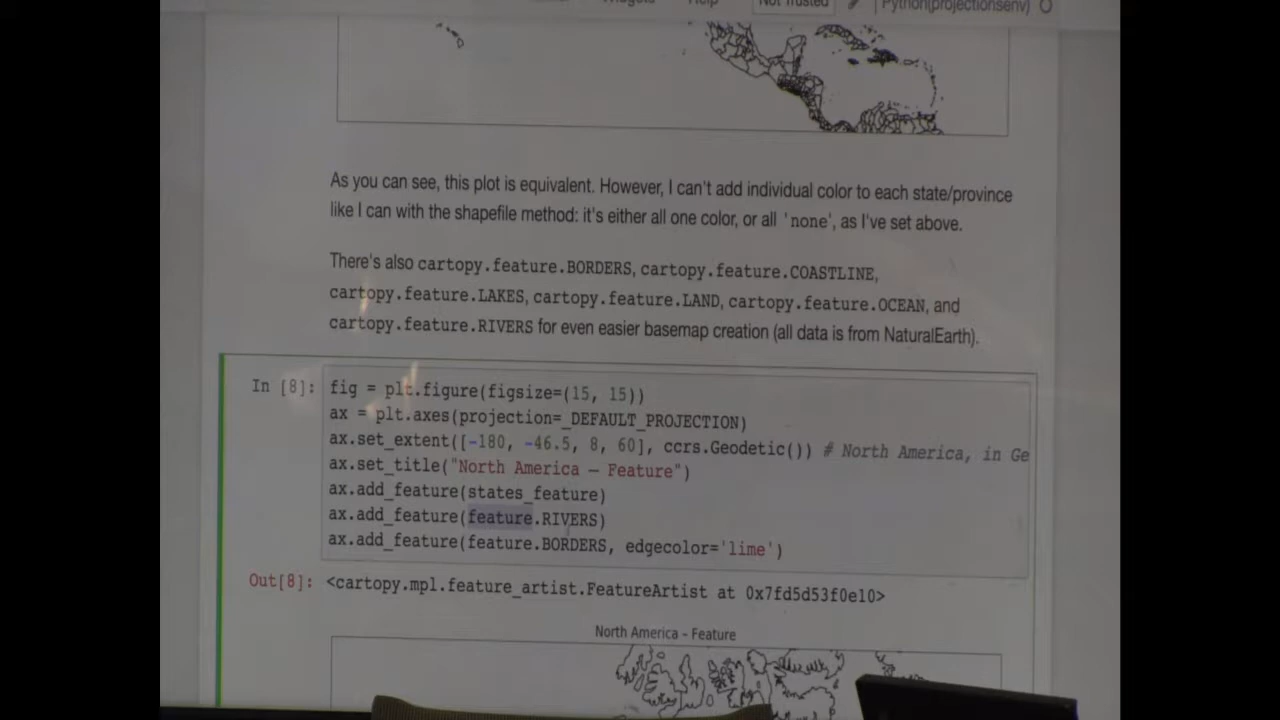 Help
Not Trusted
Python(projectionsenv)
As you can see, this plot is equivalent. However, I can't add individual color to each state/province
like I can with the shapefile method: it's either all one color, or all 'none', as I've set above.
There's also cartopy.feature.BORDERS, cartopy.feature.COASTLINE,
cartopy.feature.LAKES, cartopy.feature.LAND, cartopy.feature.OCEAN, and
cartopy.feature.RIVERS for even easier basemap creation (all data is from NaturalEarth).
In [8]: fig = plt.figure(figsize=(15, 15))
ax = plt.axes(projection=_DEFAULT_PROJECTION)
ax.set_extent([-180, -46.5, 8, 60], ccrs.Geodetic()) # North America, in Ge
ax.set_title("North America – Feature")
ax.add_feature(states_feature)
ax.add_feature(feature.RIVERS)
ax.add_feature(feature.BORDERS, edgecolor='lime')
Out[8]: <cartopy.mpl.feature_artist.FeatureArtist at 0x7fd5d53f0e10>
North America – Feature